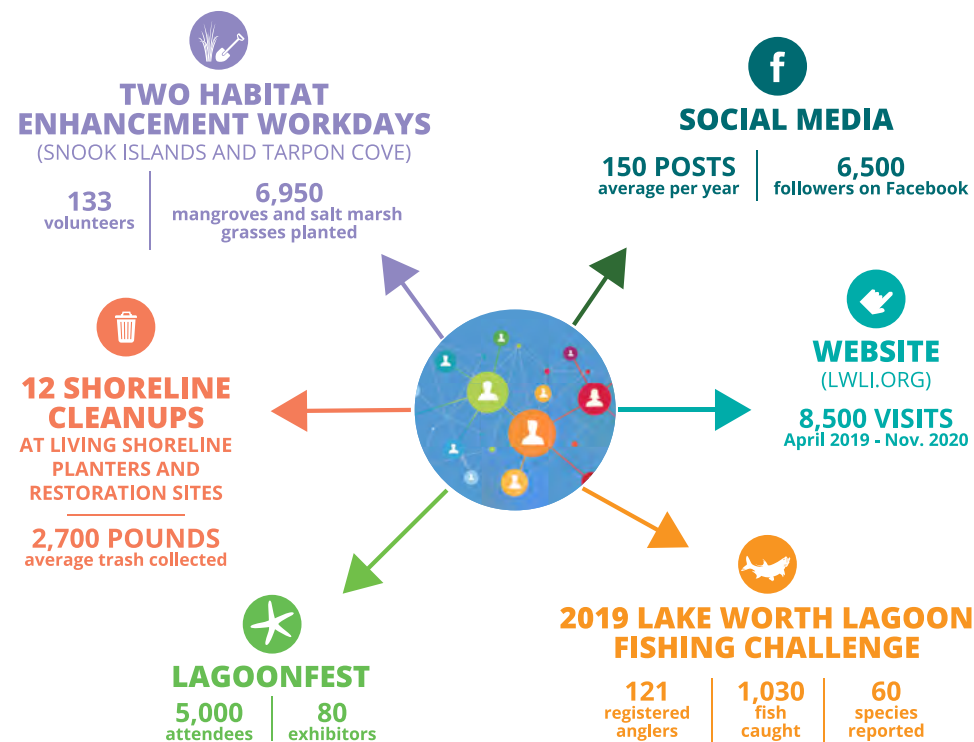 TWO HABITAT
ENHANCEMENT WORKDAYS
(SNOOK ISLANDS AND TARPON COVE)
133
volunteers
6,950
mangroves and salt marsh
grasses planted
f
SOCIAL MEDIA
150 POSTS
average per year
6,500
followers on Facebook
WEBSITE
(LWLI.ORG)
8,500 VISITS
April 2019 - Nov. 2020
12 SHORELINE
CLEANUPS
AT LIVING SHORELINE
PLANTERS AND
RESTORATION SITES
2,700 POUNDS
average trash collected
LAGOONFEST
5,000
attendees
80
exhibitors
2019 LAKE WORTH LAGOON
FISHING CHALLENGE
121
registered
anglers
1,030
fish
caught
60
species
reported